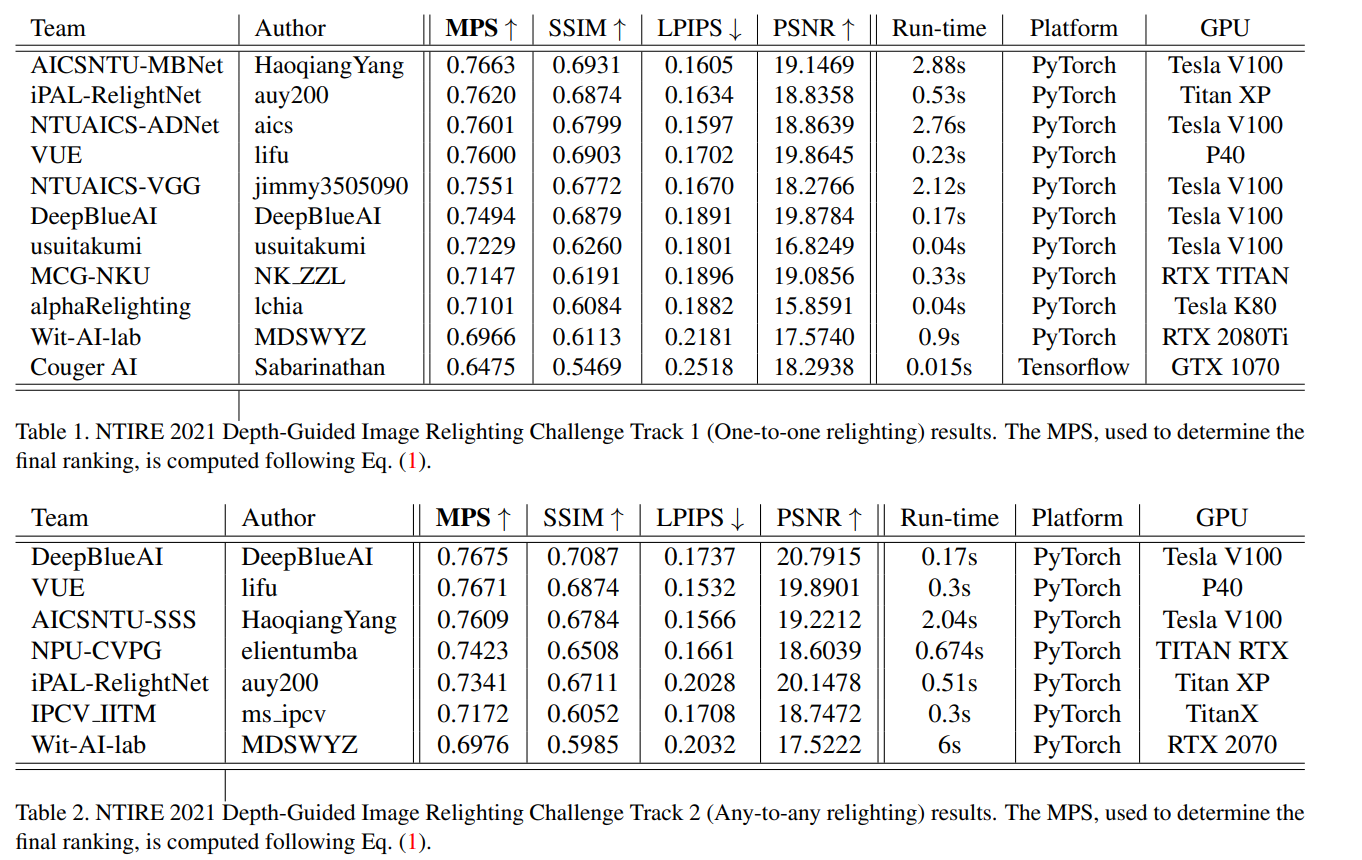 Team Author MPS ↑ SSIM ↑ LPIPS ↓ PSNR ↑ Run-time Platform GPU
AICSNTU-MBNet HaoqiangYang 0.7663 0.6931 0.1605 19.1469 2.88s PyTorch Tesla V100
iPAL-RelightNet auy200 0.7620 0.6874 0.1634 18.8358 0.53s PyTorch Titan XP
NTUAICS-ADNet aics 0.7601 0.6799 0.1597 18.8639 2.76s PyTorch Tesla V100
VUE lifu 0.7600 0.6903 0.1702 19.8645 0.23s PyTorch P40
NTUAICS-VGG jimmy3505090 0.7551 0.6772 0.1670 18.2766 2.12s PyTorch Tesla V100
DeepBlueAI DeepBlueAI 0.7494 0.6879 0.1891 19.8784 0.17s PyTorch Tesla V100
usuitakumi usuitakumi 0.7229 0.6260 0.1801 16.8249 0.04s PyTorch Tesla V100
MCG-NKU NK_ZZL 0.7147 0.6191 0.1896 19.0856 0.33s PyTorch RTX TITAN
alphaRelighting lchia 0.7101 0.6084 0.1882 15.8591 0.04s PyTorch Tesla K80
Wit-AI-lab MDSWYZ 0.6966 0.6113 0.2181 17.5740 0.9s PyTorch RTX 2080Ti
Couger AI Sabarinathan 0.6475 0.5469 0.2518 18.2938 0.015s Tensorflow GTX 1070
Table 1. NTIRE 2021 Depth-Guided Image Relighting Challenge Track 1 (One-to-one relighting) results. The MPS, used to determine the
final ranking, is computed following Eq. (1).
Team Author MPS ↑ SSIM ↑ LPIPS ↓ PSNR ↑ Run-time Platform GPU
DeepBlueAI DeepBlueAI 0.7675 0.7087 0.1737 20.7915 0.17s PyTorch Tesla V100
VUE lifu 0.7671 0.6874 0.1532 19.8901 0.3s PyTorch P40
AICSNTU-SSS HaoqiangYang 0.7609 0.6784 0.1566 19.2212 2.04s PyTorch Tesla V100
NPU-CVPG elientumba 0.7423 0.6508 0.1661 18.6039 0.674s PyTorch TITAN RTX
iPAL-RelightNet auy200 0.7341 0.6711 0.2028 20.1478 0.51s PyTorch Titan XP
IPCV_IITM ms_ipcv 0.7172 0.6052 0.1708 18.7472 0.3s PyTorch TitanX
Wit-AI-lab MDSWYZ 0.6976 0.5985 0.2032 17.5222 6s PyTorch RTX 2070
Table 2. NTIRE 2021 Depth-Guided Image Relighting Challenge Track 2 (Any-to-any relighting) results. The MPS, used to determine the
final ranking, is computed following Eq. (1).